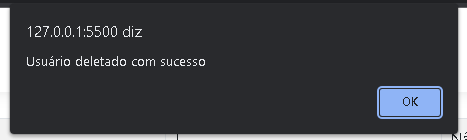 127.0.0.1:5500 diz
Usuário deletado com sucesso
OK